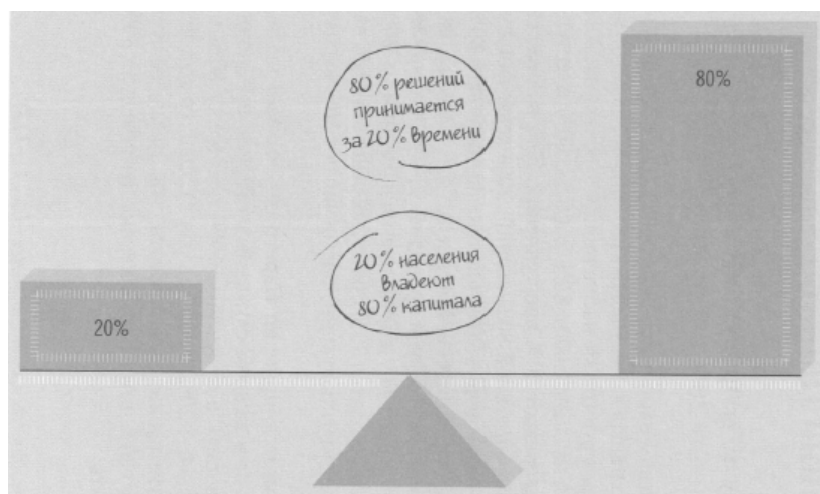 80% решений
принимается
за 20% времени
80%
20% населения
владеют
80% капитала
20%